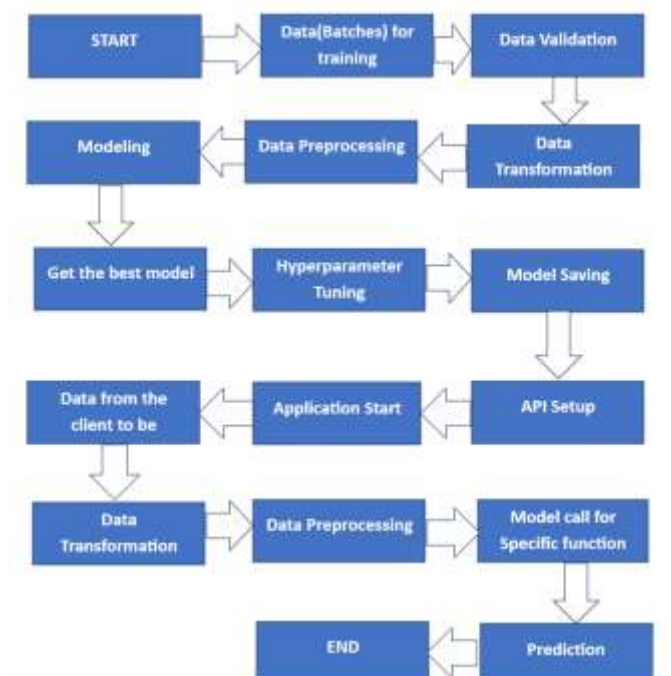 START
Data(Batches) for
training
Data Validation
Data
Transformation
Data Preprocessing
Modeling
Get the best model
Hyperparameter
Tuning
Model Saving
API Setup
Application Start
Data from the
client to be
Data
Transformation
Data Preprocessing
Model call for
Specific function
Prediction
END